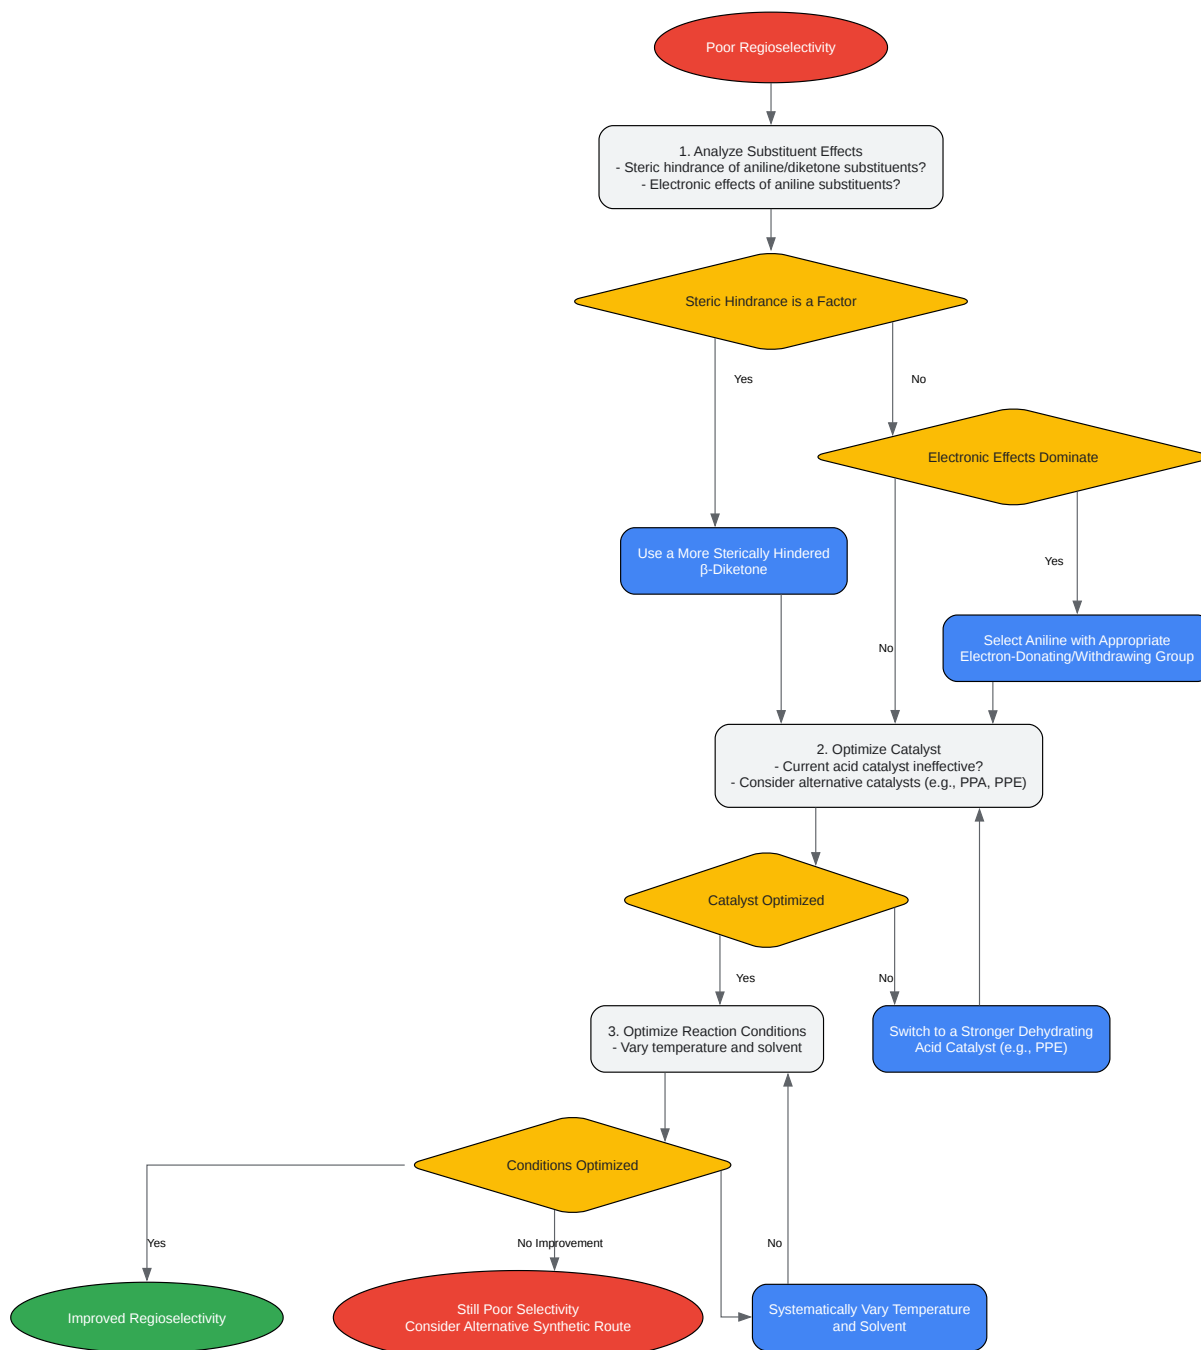 Poor Regioselectivity
1. Analyze Substituent Effects
- Steric hindrance of aniline/diketone substituents?
- Electronic effects of aniline substituents?
Steric Hindrance is a Factor
Yes
No
Electronic Effects Dominate
Use a More Sterically Hindered
β-Diketone
Yes
No
Select Aniline with Appropriate
Electron-Donating/Withdrawing Group
2. Optimize Catalyst
- Current acid catalyst ineffective?
- Consider alternative catalysts (e.g., PPA, PPE)
Catalyst Optimized
Yes
No
3. Optimize Reaction Conditions
- Vary temperature and solvent
Switch to a Stronger Dehydrating
Acid Catalyst (e.g., PPE)
Conditions Optimized
Yes
No Improvement
No
Improved Regioselectivity
Still Poor Selectivity
Consider Alternative Synthetic Route
Systematically Vary Temperature
and Solvent